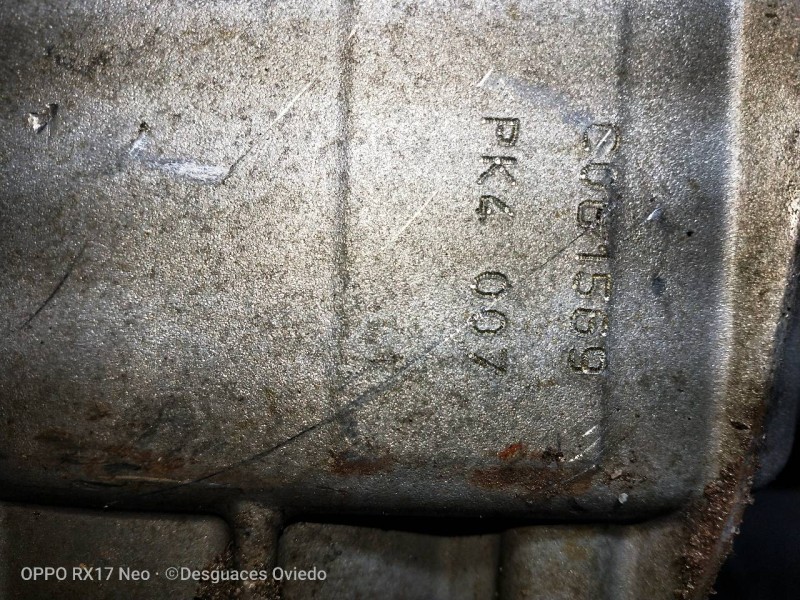 C061569
PK4 007
OPPO RX17 Neo · ©Desguaces Oviedo